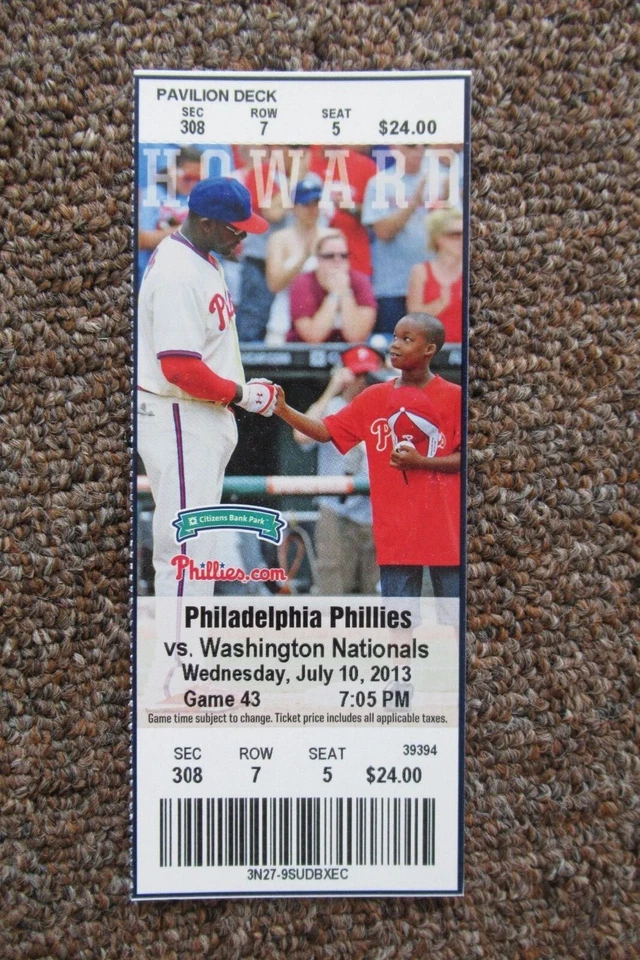 PAVILION DECK
SEC ROW SEAT
308 7 5 $24.00
HOWARD
Ph
P
Citizens Bank Park
Phillies.com
Philadelphia Phillies
vs. Washington Nationals
Wednesday, July 10, 2013
Game 43 7:05 PM
Game time subject to change. Ticket price includes all applicable taxes.
SEC ROW SEAT 39394
308 7 5 $24.00
3N27-9SUDBXEC